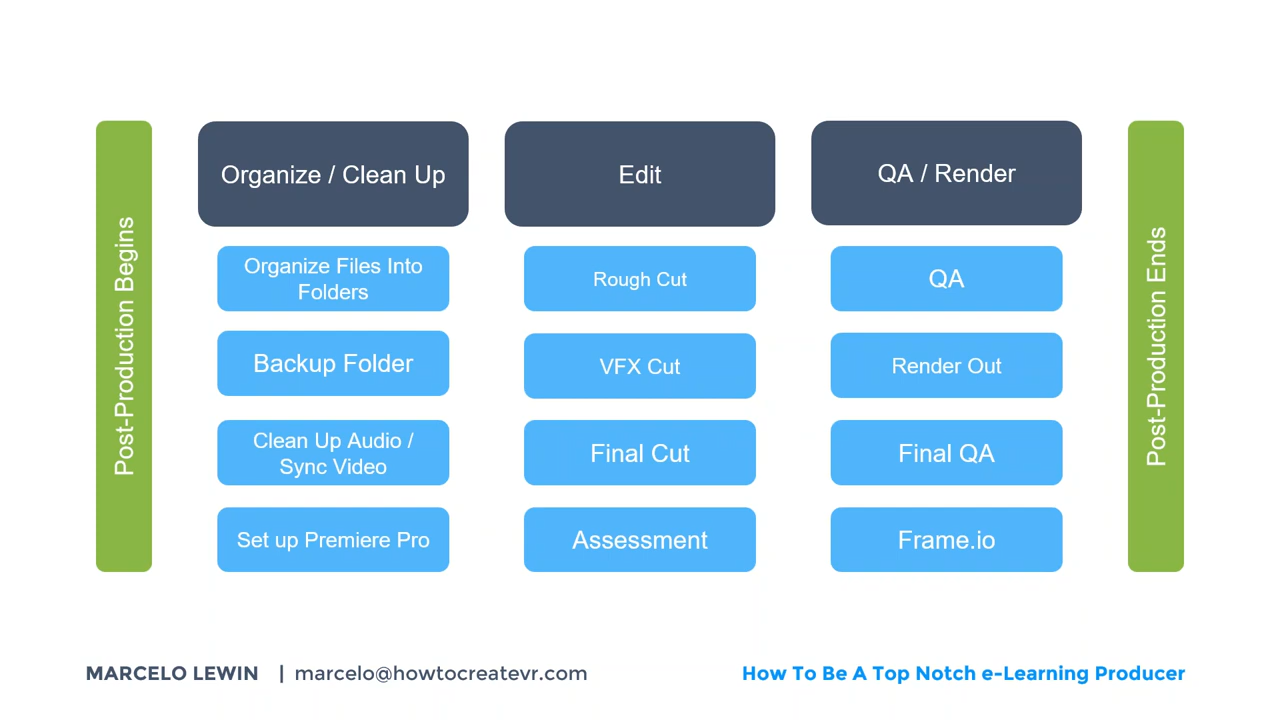 Post-Production Begins
Organize / Clean Up
Organize Files Into
Folders
Backup Folder
Clean Up Audio /
Sync Video
Set up Premiere Pro
Edit
Rough Cut
VFX Cut
Final Cut
Assessment
QA / Render
QA
Render Out
Final QA
Frame.io
Post-Production Ends
MARCELO LEWIN | marcelo@howtocreatevr.com
How To Be A Top Notch e-Learning Producer